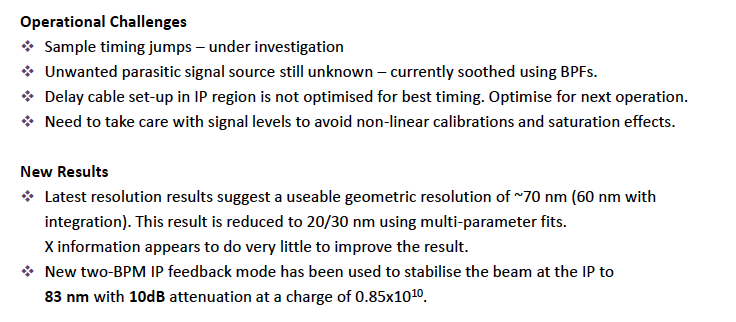 Operational Challenges
❖ Sample timing jumps – under investigation
❖ Unwanted parasitic signal source still unknown – currently soothed using BPFs.
❖ Delay cable set-up in IP region is not optimised for best timing. Optimise for next operation.
❖ Need to take care with signal levels to avoid non-linear calibrations and saturation effects.
New Results
❖ Latest resolution results suggest a useable geometric resolution of ~70 nm (60 nm with
integration). This result is reduced to 20/30 nm using multi-parameter fits.
X information appears to do very little to improve the result.
❖ New two-BPM IP feedback mode has been used to stabilise the beam at the IP to
83 nm with 10dB attenuation at a charge of 0.85x10¹⁰.